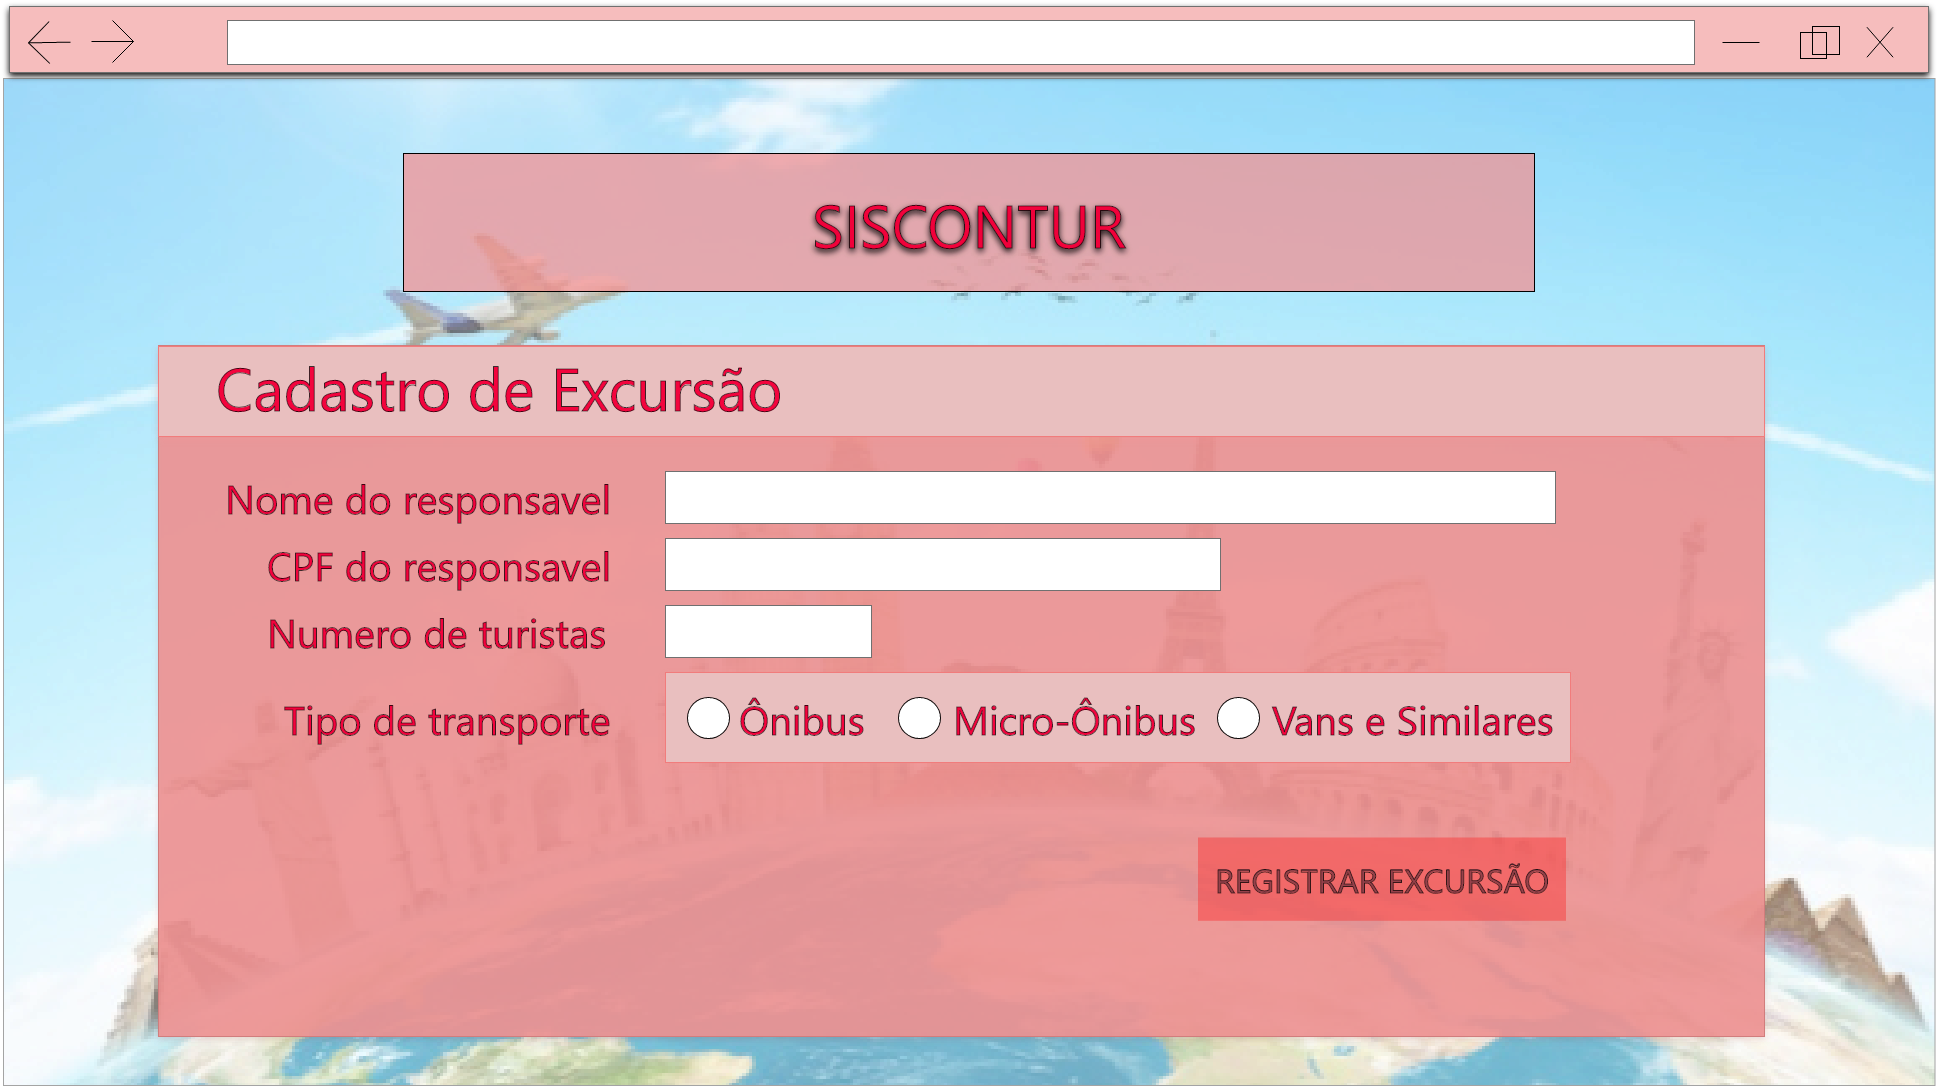 SISCONTUR
Cadastro de Excursão
Nome do responsavel
CPF do responsavel
Numero de turistas
Tipo de transporte Ônibus Micro-Ônibus Vans e Similares
REGISTRAR EXCURSÃO